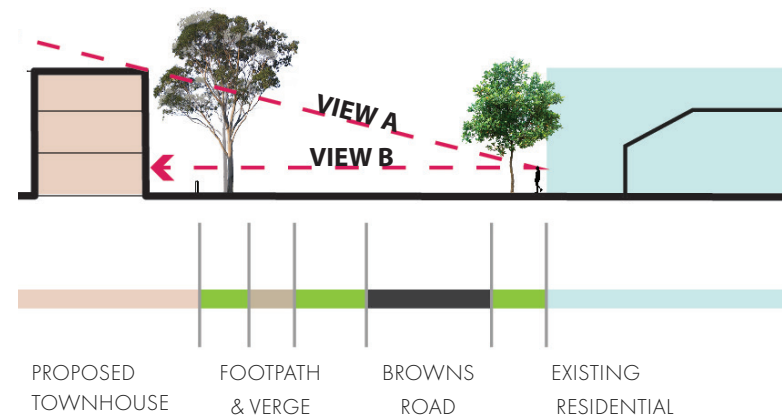 VIEW A
VIEW B
PROPOSED
TOWNHOUSE
FOOTPATH
& VERGE
BROWNS
ROAD
EXISTING
RESIDENTIAL